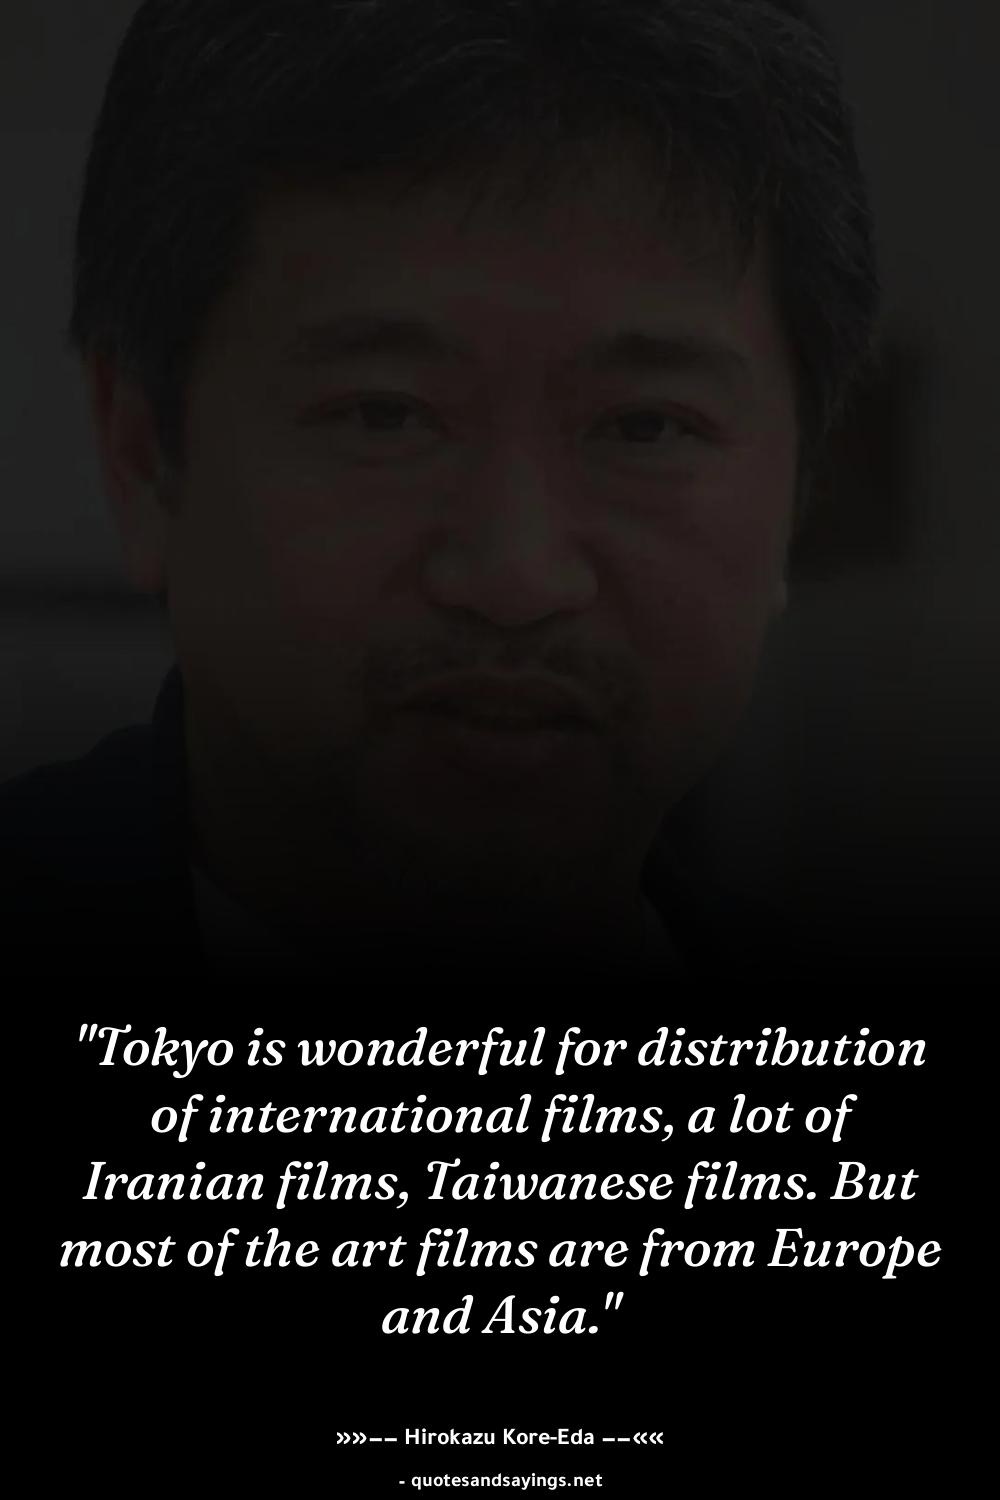 "Tokyo is wonderful for distribution
of international films, a lot of
Iranian films, Taiwanese films. But
most of the art films are from Europe
and Asia."
»»−− Hirokazu Kore-Eda −−««
- quotesandsayings.net